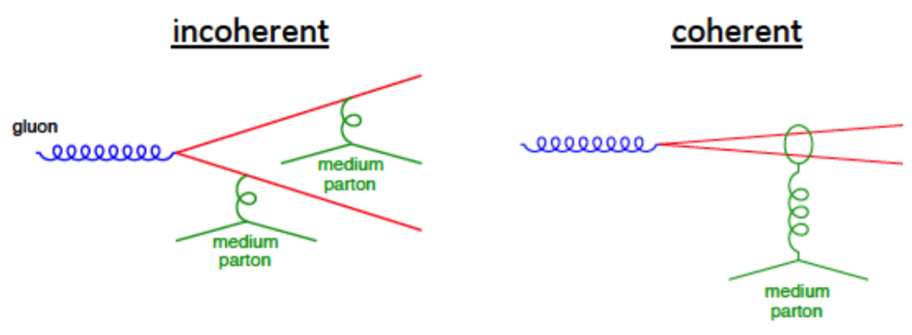 incoherent
coherent
gluon
medium
parton
medium
parton
medium
parton